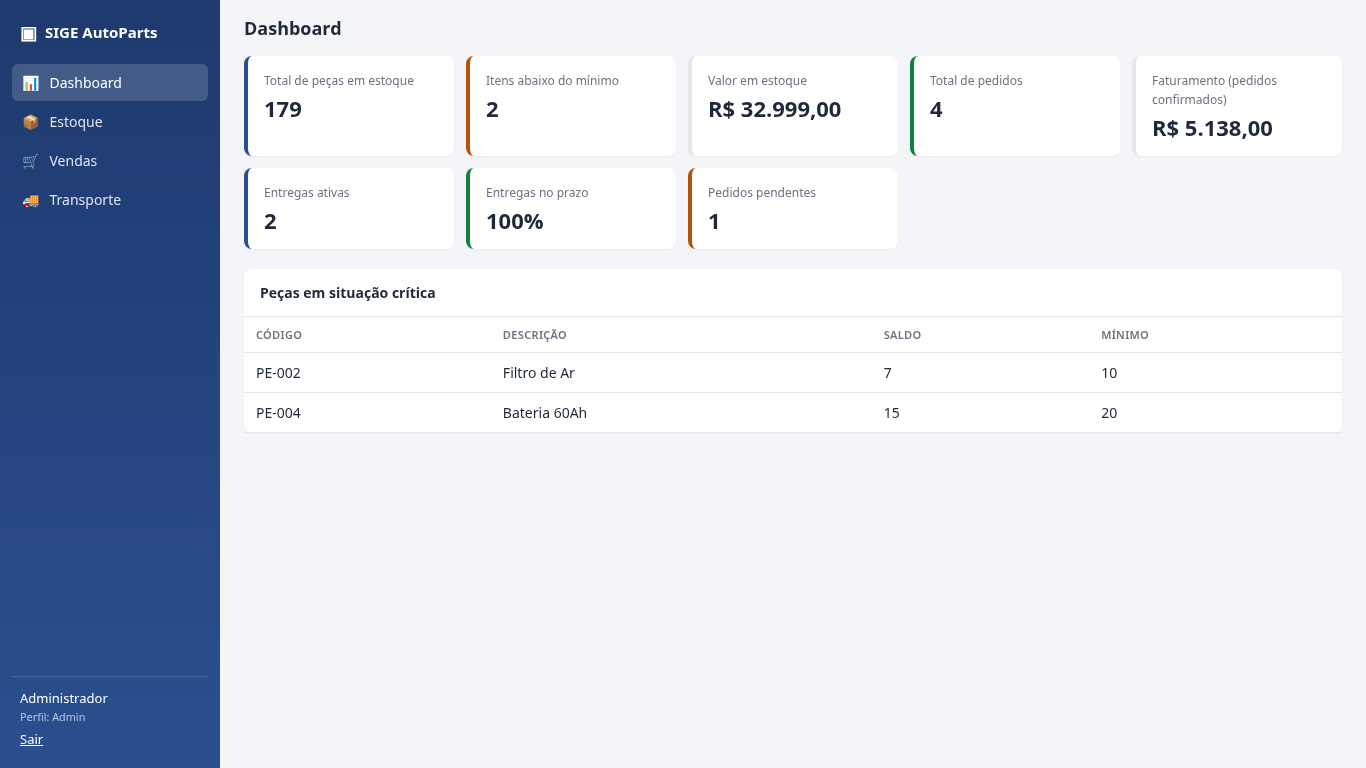 SIGE AutoParts
Dashboard
Estoque
Vendas
Transporte
Administrador
Perfil: Admin
Sair
Dashboard
Total de peças em estoque
179
Itens abaixo do mínimo
2
Valor em estoque
R$ 32.999,00
Total de pedidos
4
Faturamento (pedidos
confirmados)
R$ 5.138,00
Entregas ativas
2
Entregas no prazo
100%
Pedidos pendentes
1
Peças em situação crítica
CÓDIGO DESCRIÇÃO SALDO MÍNIMO
PE-002 Filtro de Ar 7 10
PE-004 Bateria 60Ah 15 20